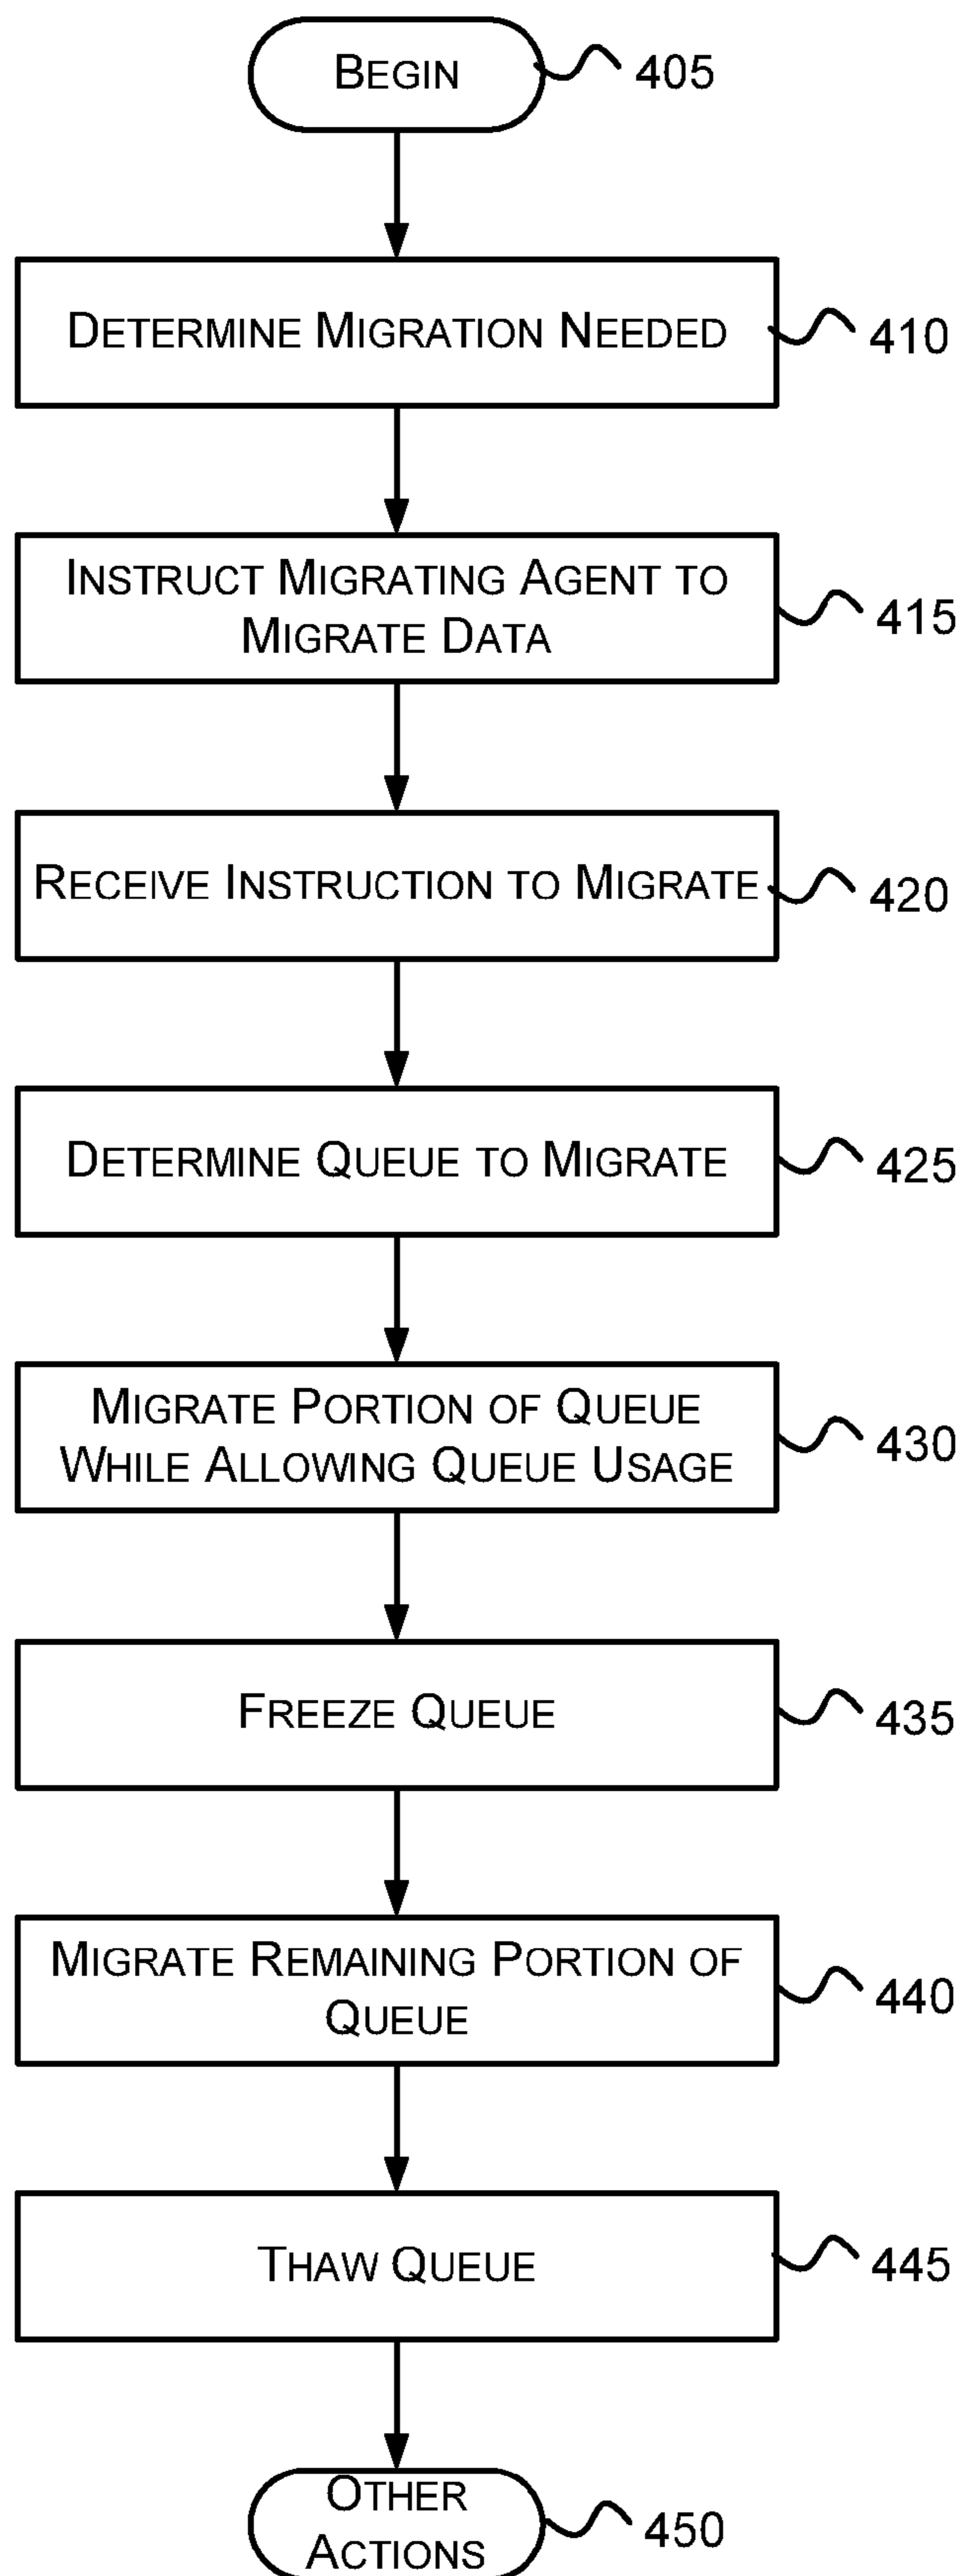 BEGIN
405
DETERMINE MIGRATION NEEDED
410
INSTRUCT MIGRATING AGENT TO
MIGRATE DATA
415
RECEIVE INSTRUCTION TO MIGRATE
420
DETERMINE QUEUE TO MIGRATE
425
MIGRATE PORTION OF QUEUE
WHILE ALLOWING QUEUE USAGE
430
FREEZE QUEUE
435
MIGRATE REMAINING PORTION OF
QUEUE
440
THAW QUEUE
445
OTHER
ACTIONS
450